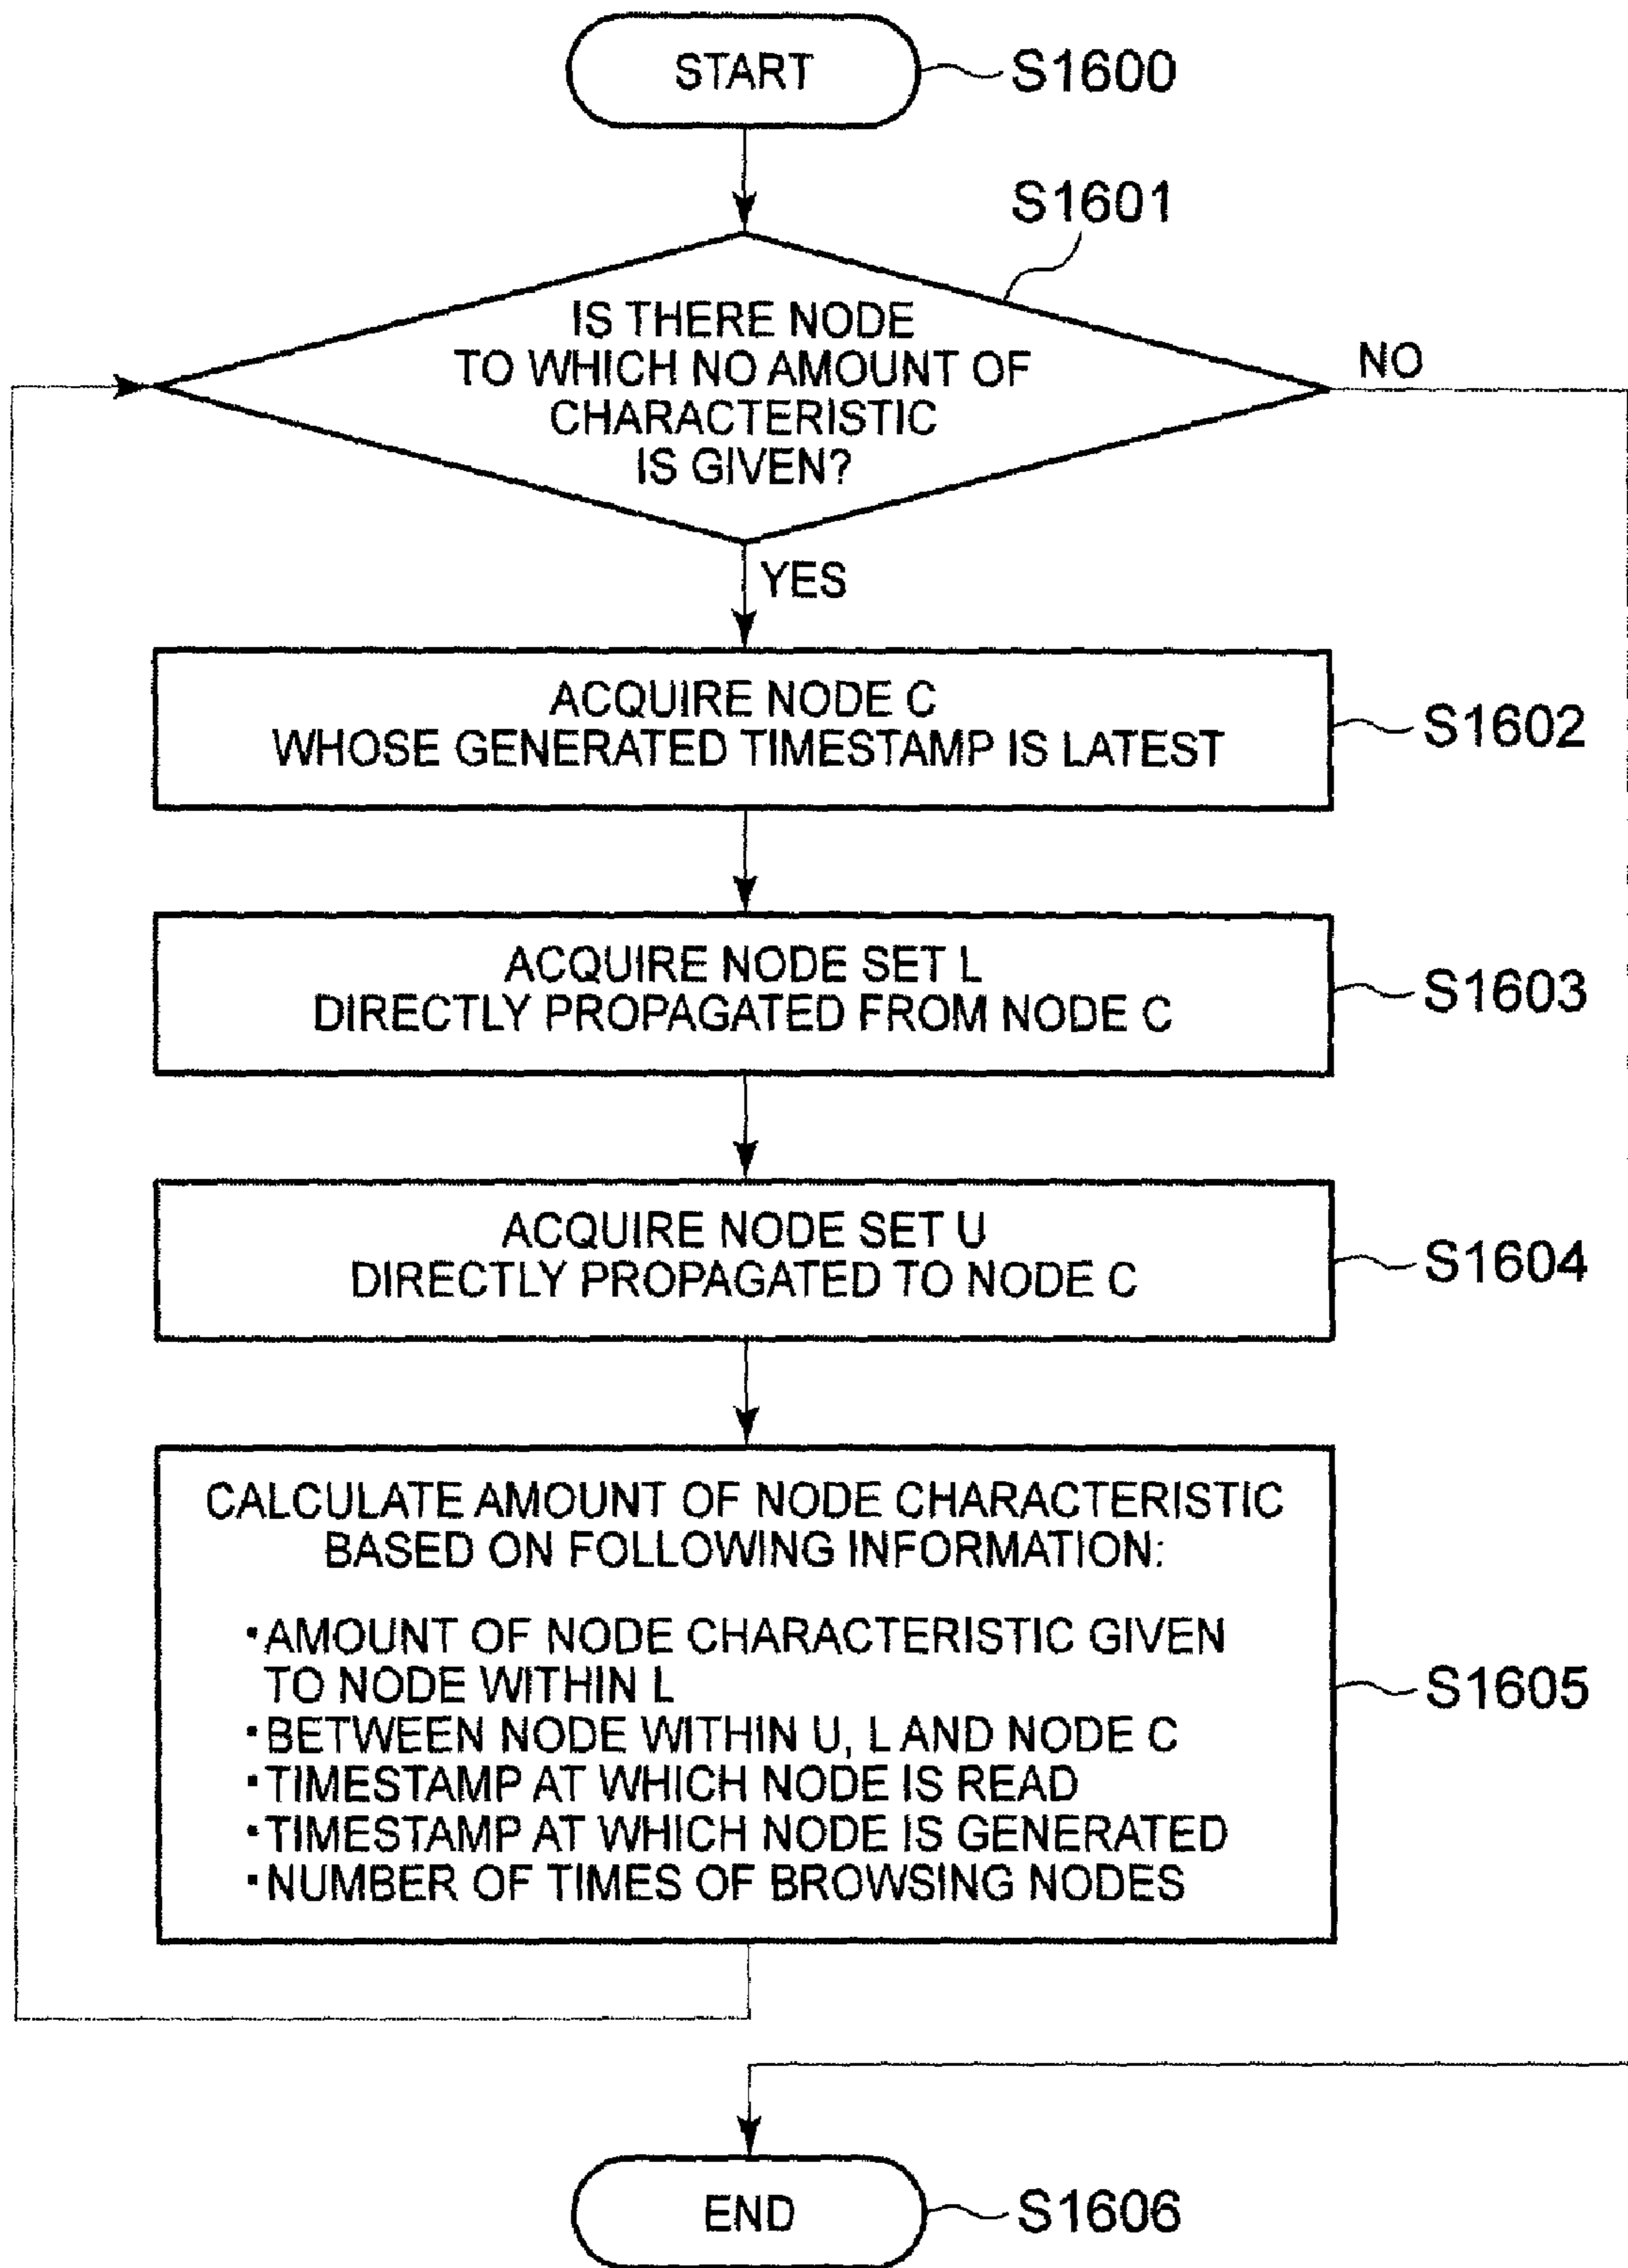 START
S1600
S1601
IS THERE NODE
TO WHICH NO AMOUNT OF
CHARACTERISTIC
IS GIVEN?
NO
YES
ACQUIRE NODE C
WHOSE GENERATED TIMESTAMP IS LATEST
S1602
ACQUIRE NODE SET L
DIRECTLY PROPAGATED FROM NODE C
S1603
ACQUIRE NODE SET U
DIRECTLY PROPAGATED TO NODE C
S1604
CALCULATE AMOUNT OF NODE CHARACTERISTIC
BASED ON FOLLOWING INFORMATION:
・AMOUNT OF NODE CHARACTERISTIC GIVEN
TO NODE WITHIN L
・BETWEEN NODE WITHIN U, L AND NODE C
・TIMESTAMP AT WHICH NODE IS READ
・TIMESTAMP AT WHICH NODE IS GENERATED
・NUMBER OF TIMES OF BROWSING NODES
S1605
END
S1606